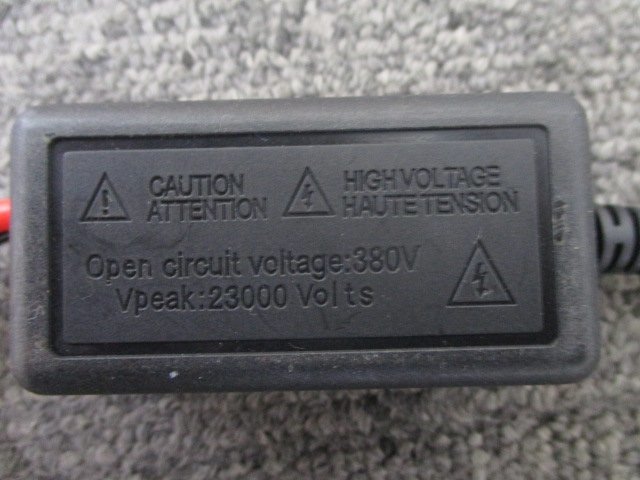 CAUTION
ATTENTION
HIGH VOLTAGE
HAUTE TENSION
Open circuit voltage:380V
Vpeak:23000 Volts